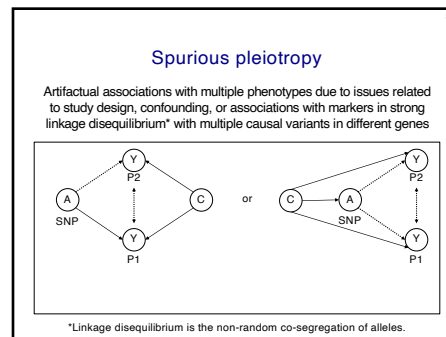 Spurious pleiotropy
Artifactual associations with multiple phenotypes due to issues related
to study design, confounding, or associations with markers in strong
linkage disequilibrium* with multiple causal variants in different genes
Y
P2
A
SNP
C
Y
P1
or
C
A
SNP
Y
P2
Y
P1
*Linkage disequilibrium is the non-random co-segregation of alleles.